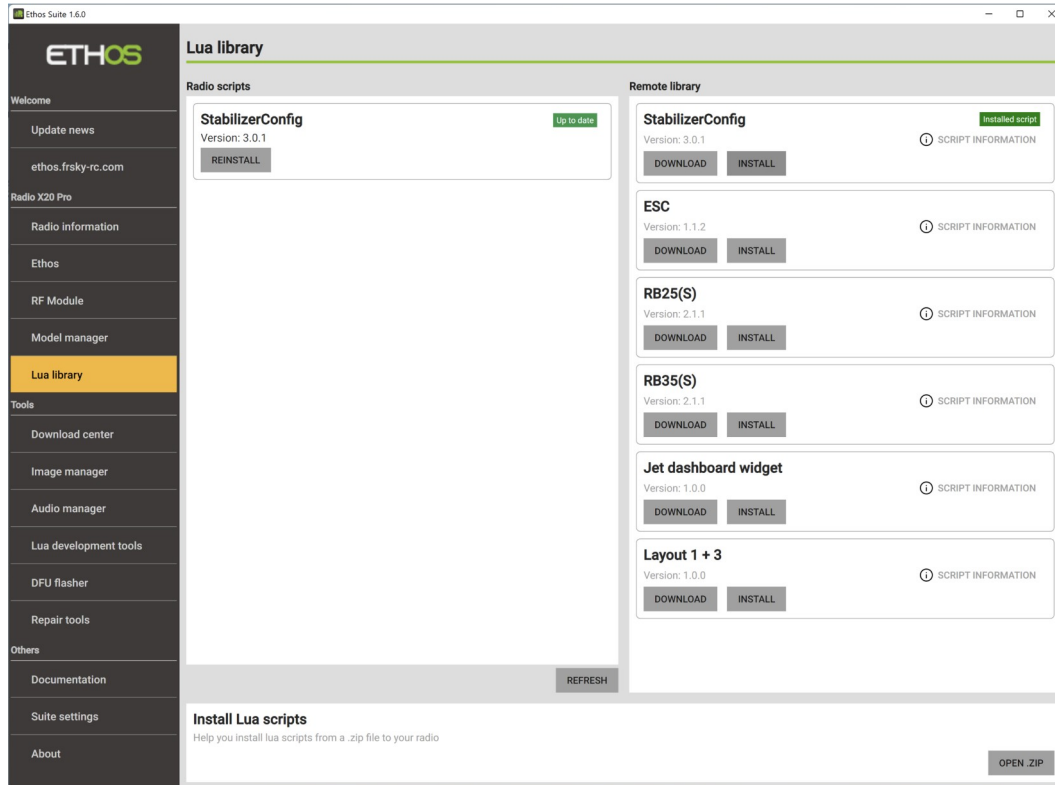 Ethos Suite 1.6.0
ETHOS
Welcome
Update news
ethos.frsky-rc.com
Radio X20 Pro
Radio information
Ethos
RF Module
Model manager
Lua library
Tools
Download center
Image manager
Audio manager
Lua development tools
DFU flasher
Repair tools
Others
Documentation
Suite settings
About
Lua library
Radio scripts
StabilizerConfig
Up to date
Version: 3.0.1
REINSTALL
REFRESH
Remote library
StabilizerConfig
Installed script
Version: 3.0.1
SCRIPT INFORMATION
DOWNLOAD INSTALL
ESC
Version: 1.1.2
SCRIPT INFORMATION
DOWNLOAD INSTALL
RB25(S)
Version: 2.1.1
SCRIPT INFORMATION
DOWNLOAD INSTALL
RB35(S)
Version: 2.1.1
SCRIPT INFORMATION
DOWNLOAD INSTALL
Jet dashboard widget
Version: 1.0.0
SCRIPT INFORMATION
DOWNLOAD INSTALL
Layout 1 + 3
Version: 1.0.0
SCRIPT INFORMATION
DOWNLOAD INSTALL
Install Lua scripts
Help you install lua scripts from a .zip file to your radio
OPEN .ZIP